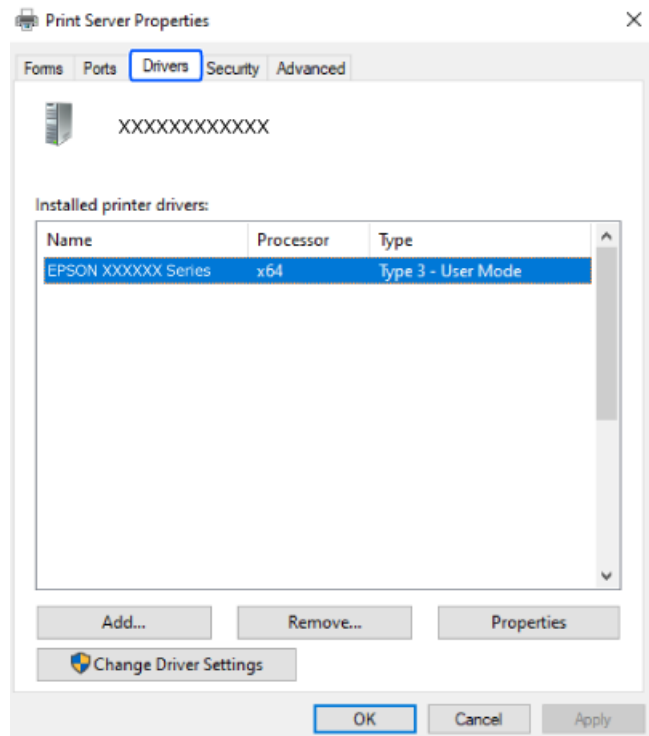 Print Server Properties
Forms Ports Drivers Security Advanced
XXXXXXXXXXXX
Installed printer drivers:
Name Processor Type
EPSON XXXXXX Series x64 Type 3 - User Mode
Add... Remove... Properties
Change Driver Settings
OK Cancel Apply